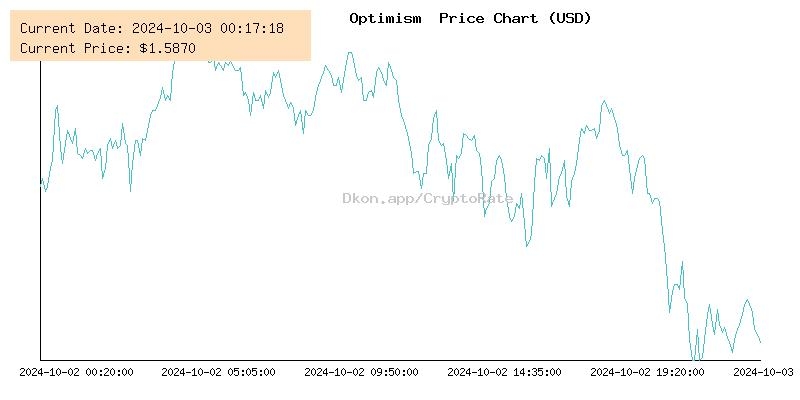 Optimism Price Chart (USD)
Current Date: 2024-10-03 00:17:18
Current Price: $1.5870
Dkon.app/CryptoRate
2024-10-02 00:20:00 2024-10-02 05:05:00 2024-10-02 09:50:00 2024-10-02 14:35:00 2024-10-02 19:20:00 2024-10-03